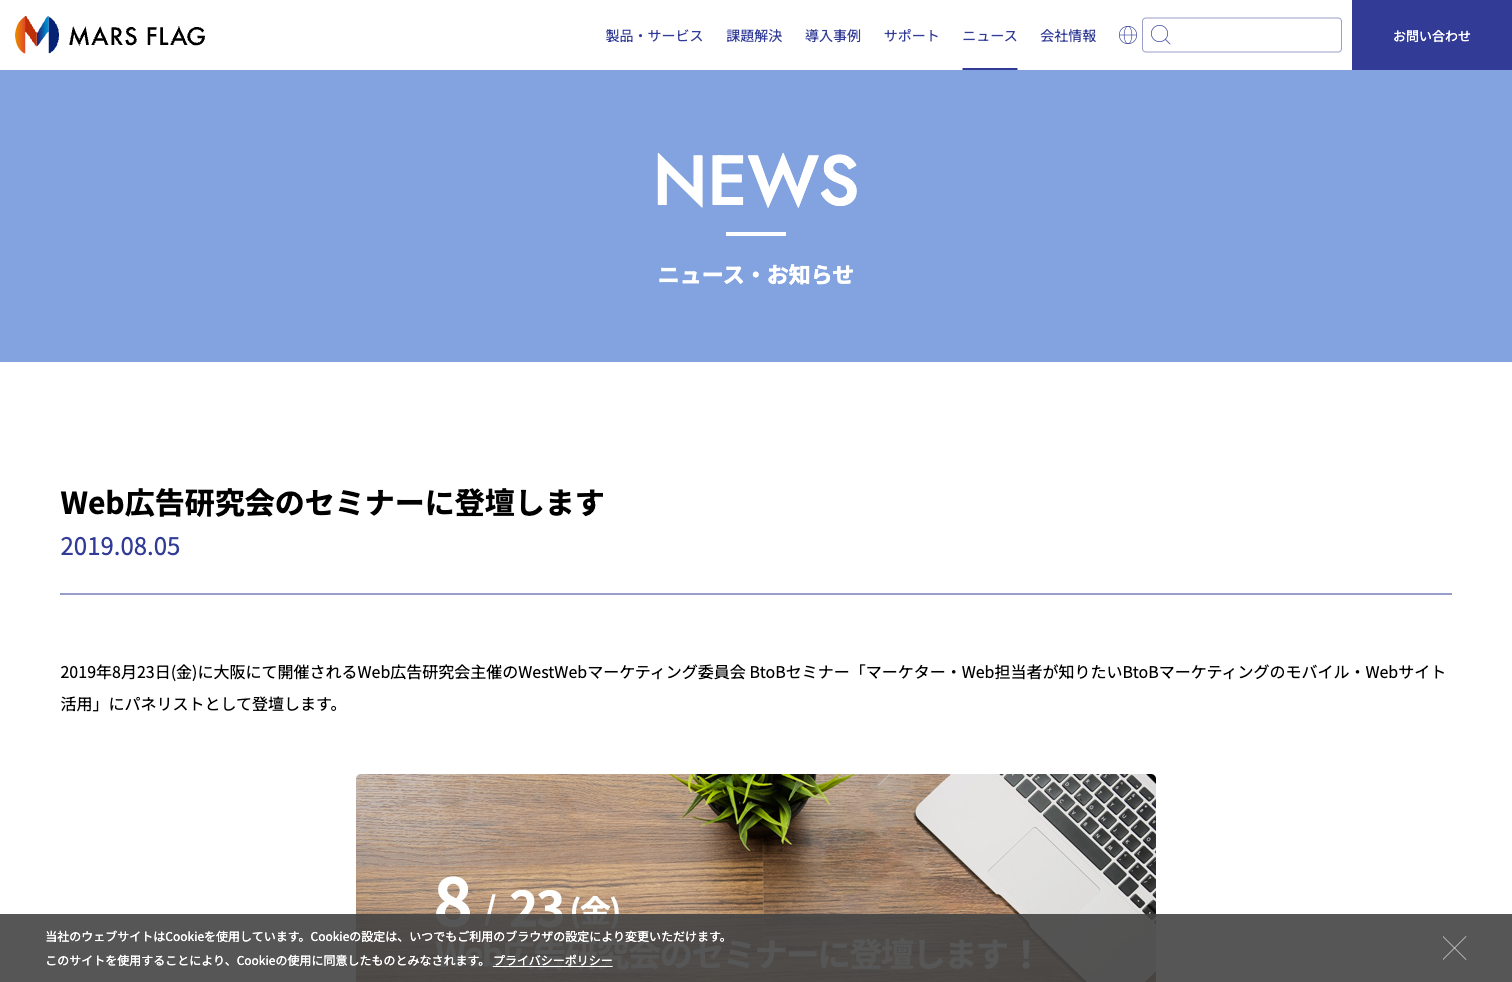 MARS FLAG
製品・サービス 課題解決 導入事例 サポート ニュース 会社情報 お問い合わせ
NEWS
ニュース・お知らせ
Web広告研究会のセミナーに登壇します
2019.08.05
2019年8月23日(金)に大阪にて開催されるWeb広告研究会主催のWestWebマーケティング委員会 BtoBセミナー「マーケター・Web担当者が知りたいBtoBマーケティングのモバイル・Webサイト
活用」にパネリストとして登壇します。
8 / 23 (金)
Web広告研究会のセミナーに登壇します！
当社のウェブサイトはCookieを使用しています。Cookieの設定は、いつでもご利用のブラウザの設定により変更いただけます。
このサイトを使用することにより、Cookieの使用に同意したものとみなされます。 プライバシーポリシー